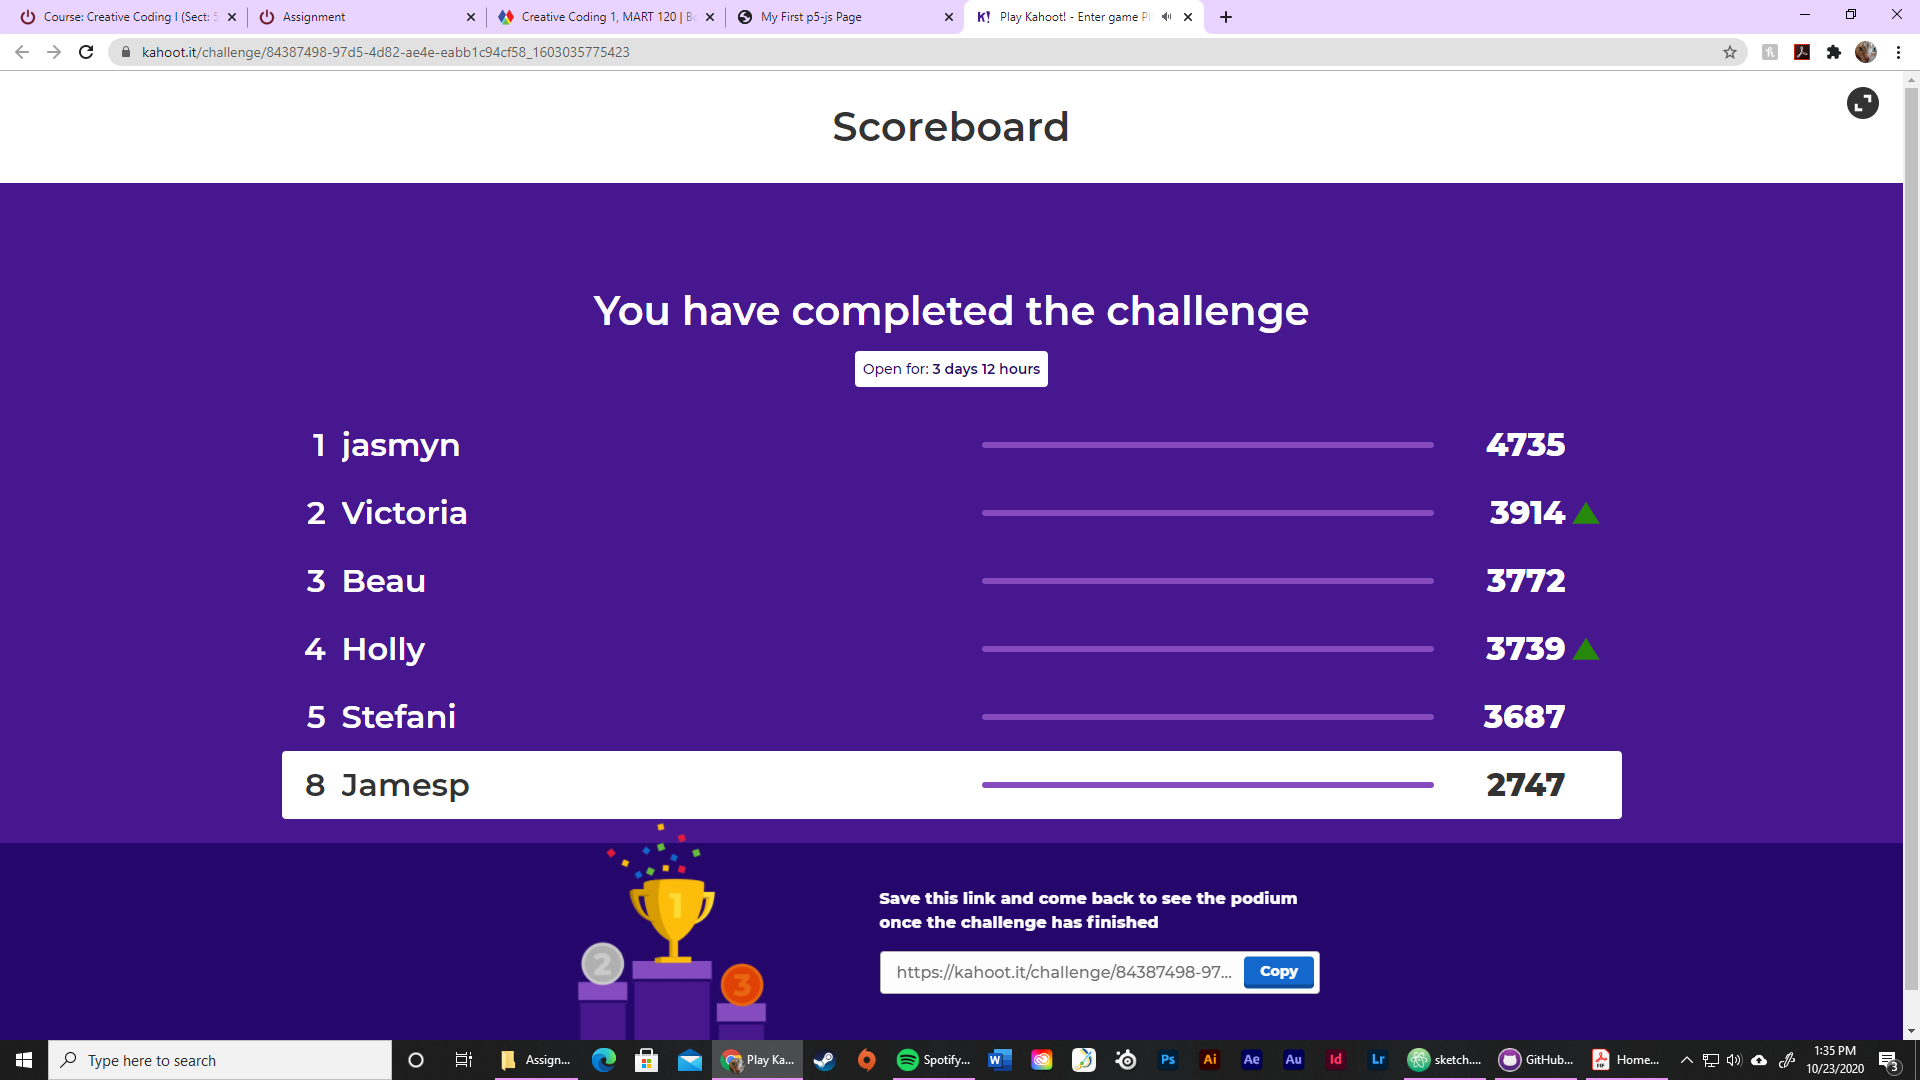 Course: Creative Coding I (Sect: 5
Assignment
Creative Coding 1, MART 120 | Bo
My First p5-js Page
K! Play Kahoot! - Enter game PI
kahoot.it/challenge/84387498-97d5-4d82-ae4e-eabb1c94cf58_1603035775423
Scoreboard
You have completed the challenge
Open for: 3 days 12 hours
1 jasmyn 4735
2 Victoria 3914
3 Beau 3772
4 Holly 3739
5 Stefani 3687
8 Jamesp 2747
1
2
3
Save this link and come back to see the podium
once the challenge has finished
https://kahoot.it/challenge/84387498-97... Copy
Type here to search
Assign...
Play Ka...
Spotify...
Ps
Ai
Ae
Au
Id
Lr
sketch....
GitHub...
Home...
1:35 PM
10/23/2020
3